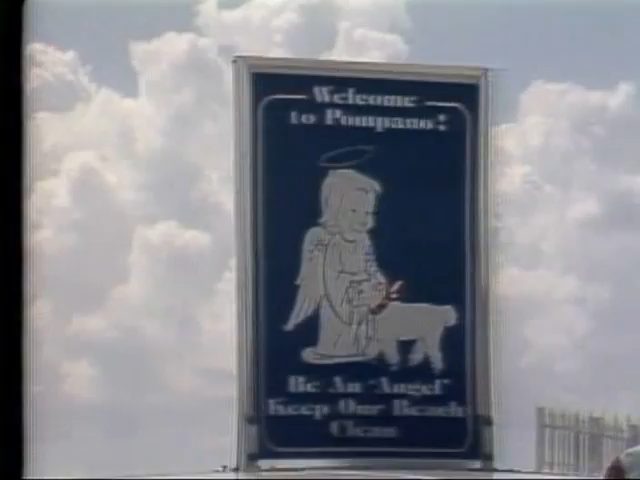 Welcome
to Pompano!
Be An "Angel"
Keep Our Beach
Clean